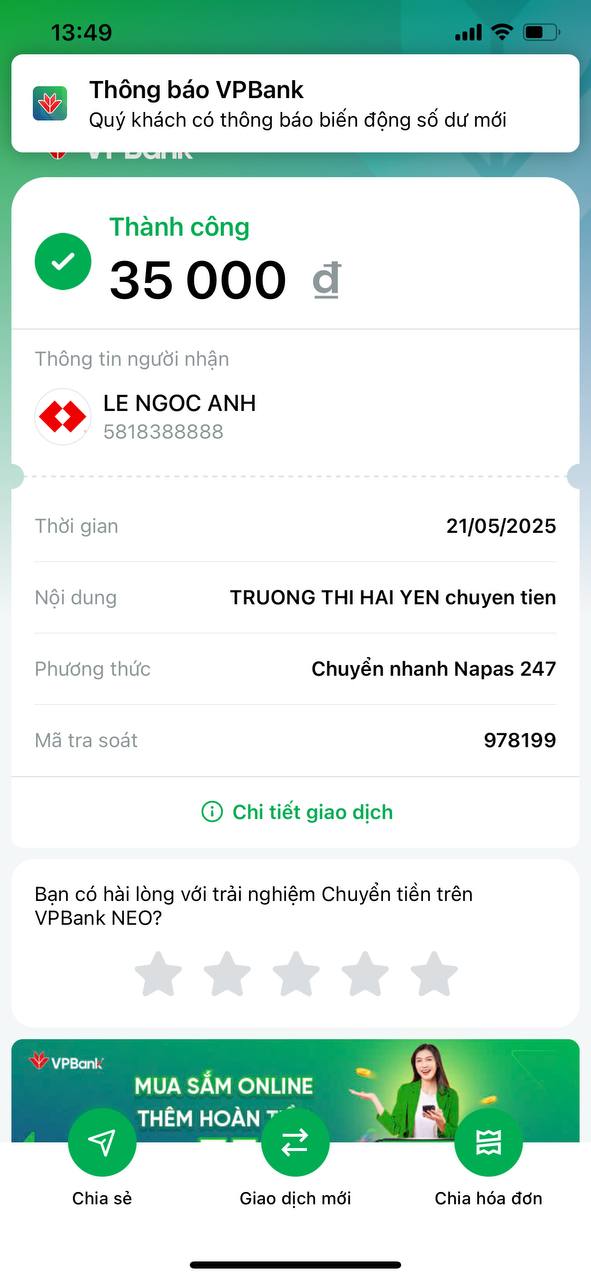 13:49
Thông báo VPBank
Quý khách có thông báo biến động số dư mới
VPBank
Thành công
35 000 đ
Thông tin người nhận
LE NGOC ANH
5818388888
Thời gian 21/05/2025
Nội dung TRUONG THI HAI YEN chuyen tien
Phương thức Chuyển nhanh Napas 247
Mã tra soát 978199
Chi tiết giao dịch
Bạn có hài lòng với trải nghiệm Chuyển tiền trên
VPBank NEO?
VPBank
MUA SẮM ONLINE
THÊM HOÀN
Chia sẻ
Giao dịch mới
Chia hóa đơn